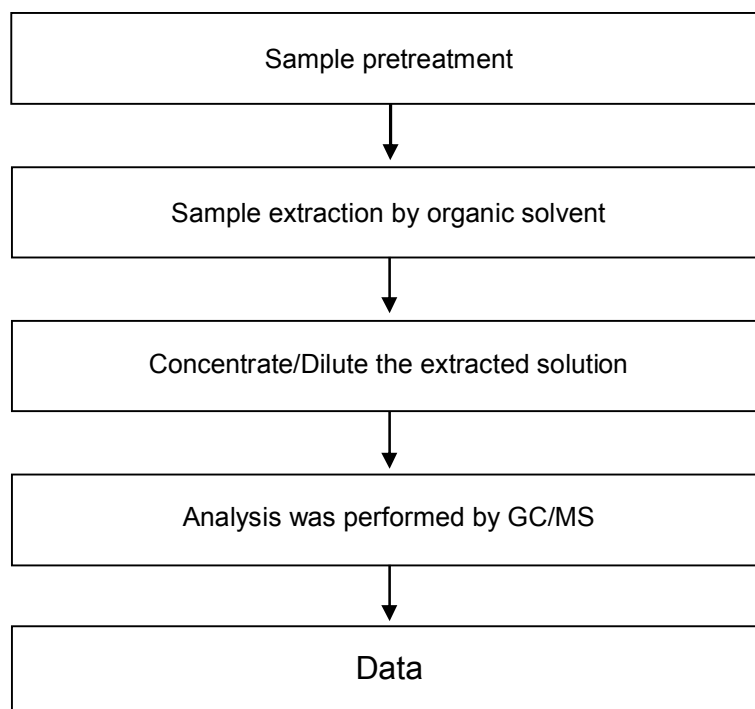 Sample pretreatment
Sample extraction by organic solvent
Concentrate/Dilute the extracted solution
Analysis was performed by GC/MS
Data